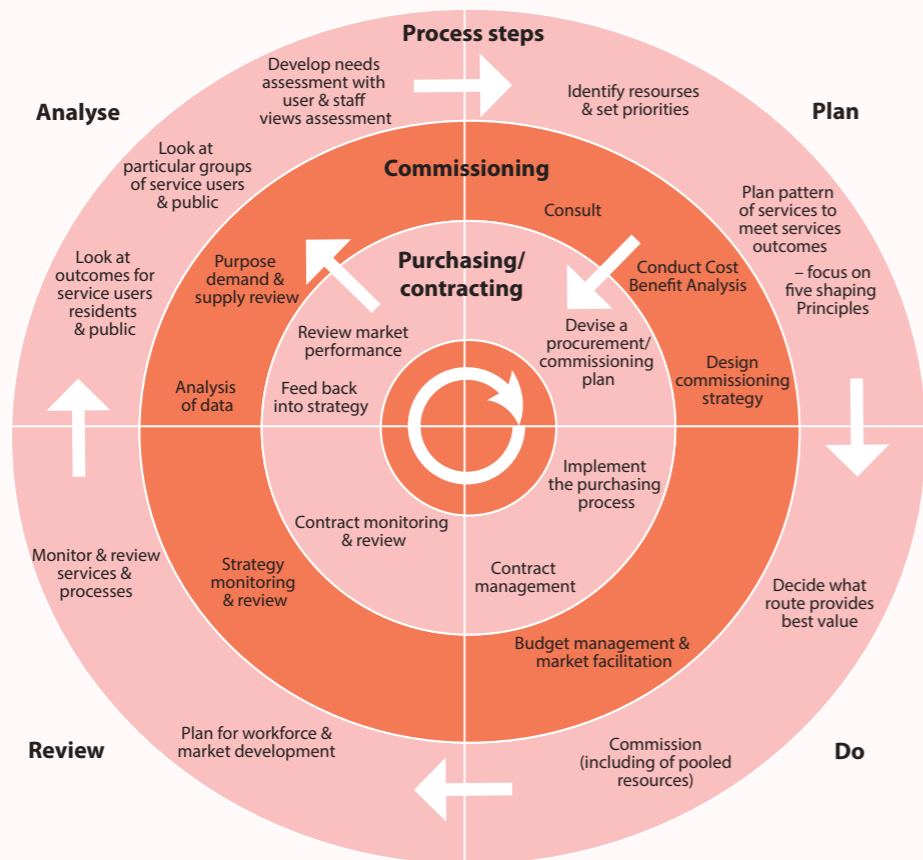 Process steps
Analyse
Plan
Develop needs
assessment with
user & staff
views assessment
Identify resourses
& set priorities
Look at
particular groups
of service users
& public
Look at
outcomes for
service users
residents
& public
Plan pattern
of services to
meet services
outcomes
– focus on
five shaping
Principles
Commissioning
Consult
Purpose
demand &
supply review
Conduct Cost
Benefit Analysis
Analysis
of data
Design
commissioning
strategy
Purchasing/
contracting
Review market
performance
Feed back
into strategy
Devise a
procurement/
commissioning
plan
Implement
the purchasing
process
Contract monitoring
& review
Contract
management
Strategy
monitoring
& review
Budget management &
market facilitation
Monitor & review
services &
processes
Decide what
route provides
best value
Plan for workforce &
market development
Commission
(including of pooled
resources)
Review
Do